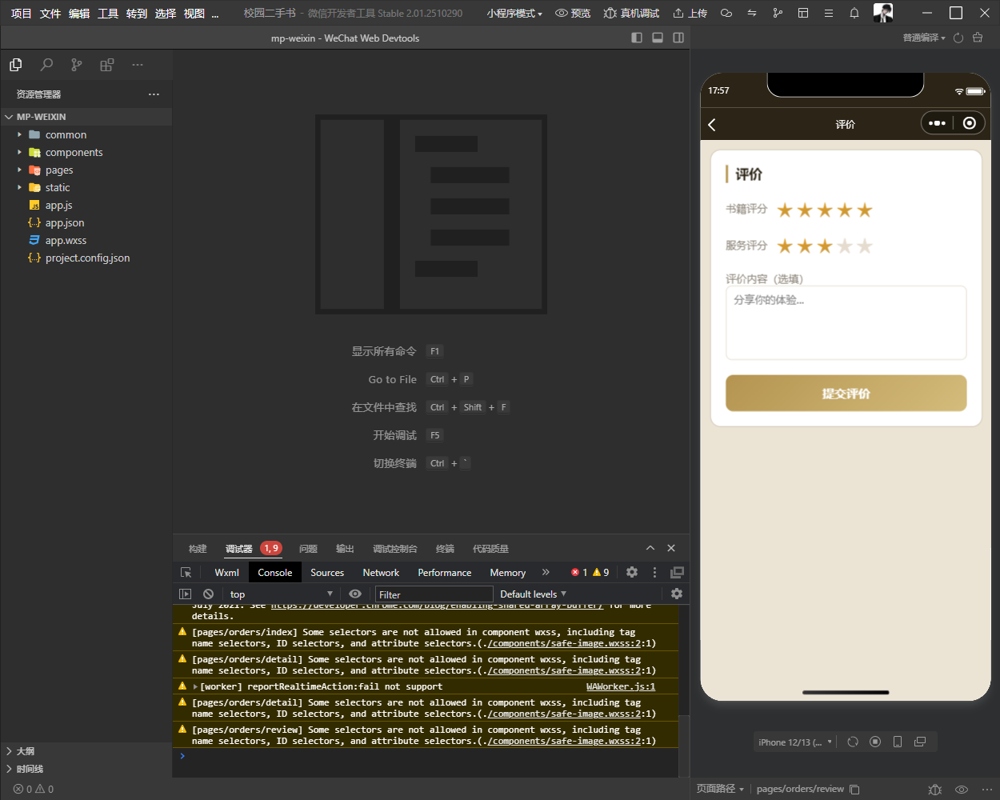 项目 文件 编辑 工具 转到 选择 视图 ... 校园二手书 - 微信开发者工具 Stable 2.01.2510290 小程序模式 预览 真机调试 上传
mp-weixin - WeChat Web Devtools 普通编译
资源管理器
MP-WEIXIN
common
components
pages
static
app.js
app.json
app.wxss
project.config.json
大纲
时间线
0 0
显示所有命令 F1
Go to File Ctrl + P
在文件中查找 Ctrl + Shift + F
开始调试 F5
切换终端 Ctrl + `
构建 调试器 1, 9 问题 输出 调试控制台 终端 代码质量
Wxml Console Sources Network Performance Memory » 1 9
top Filter Default levels
July 2021. See https://developer.chrome.com/blog/enabling-shared-array-buffer/ for more
details.
[pages/orders/index] Some selectors are not allowed in component wxss, including tag
name selectors, ID selectors, and attribute selectors.(./components/safe-image.wxss:2:1)
[pages/orders/detail] Some selectors are not allowed in component wxss, including tag
name selectors, ID selectors, and attribute selectors.(./components/safe-image.wxss:2:1)
[worker] reportRealtimeAction:fail not support WAWorker.js:1
[pages/orders/detail] Some selectors are not allowed in component wxss, including tag
name selectors, ID selectors, and attribute selectors.(./components/safe-image.wxss:2:1)
[pages/orders/review] Some selectors are not allowed in component wxss, including tag
name selectors, ID selectors, and attribute selectors.(./components/safe-image.wxss:2:1)
17:57
评价
评价
书籍评分
服务评分
评价内容（选填）
分享你的体验...
提交评价
iPhone 12/13 (...
页面路径 pages/orders/review